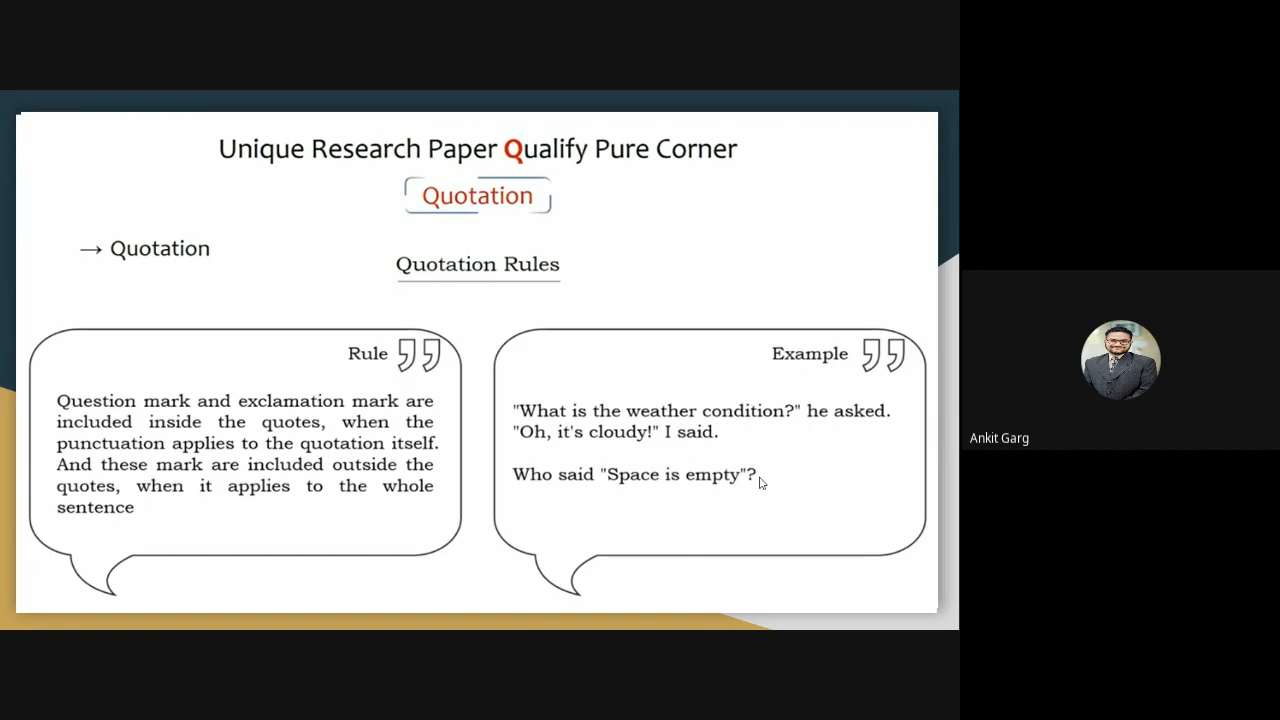 Unique Research Paper Qualify Pure Corner
Quotation
→ Quotation
Quotation Rules
Rule
Question mark and exclamation mark are
included inside the quotes, when the
punctuation applies to the quotation itself.
And these mark are included outside the
quotes, when it applies to the whole
sentence
Example
"What is the weather condition?" he asked.
"Oh, it's cloudy!" I said.
Who said "Space is empty"?
Ankit Garg